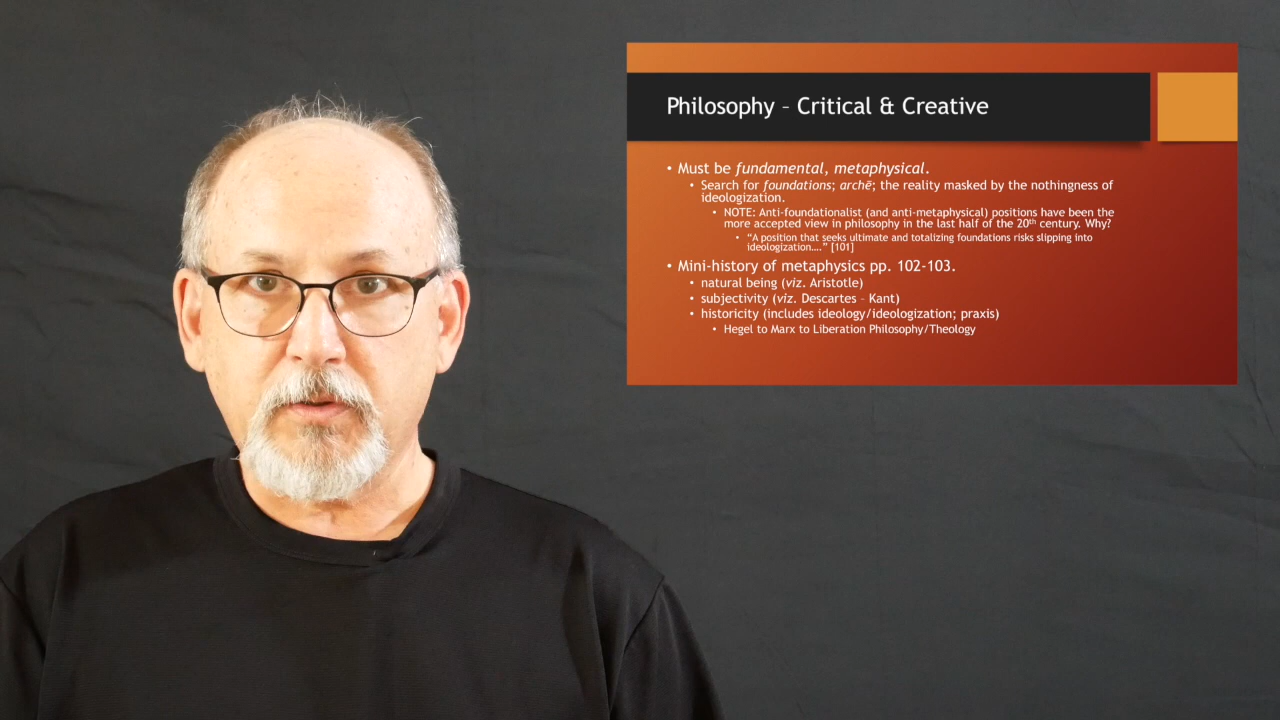 Philosophy – Critical & Creative
• Must be fundamental, metaphysical.
• Search for foundations; archē; the reality masked by the nothingness of
ideologization.
• NOTE: Anti-foundationalist (and anti-metaphysical) positions have been the
more accepted view in philosophy in the last half of the 20th century. Why?
• “A position that seeks ultimate and totalizing foundations risks slipping into
ideologization….” [101]
• Mini-history of metaphysics pp. 102-103.
• natural being (viz. Aristotle)
• subjectivity (viz. Descartes – Kant)
• historicity (includes ideology/ideologization; praxis)
• Hegel to Marx to Liberation Philosophy/Theology